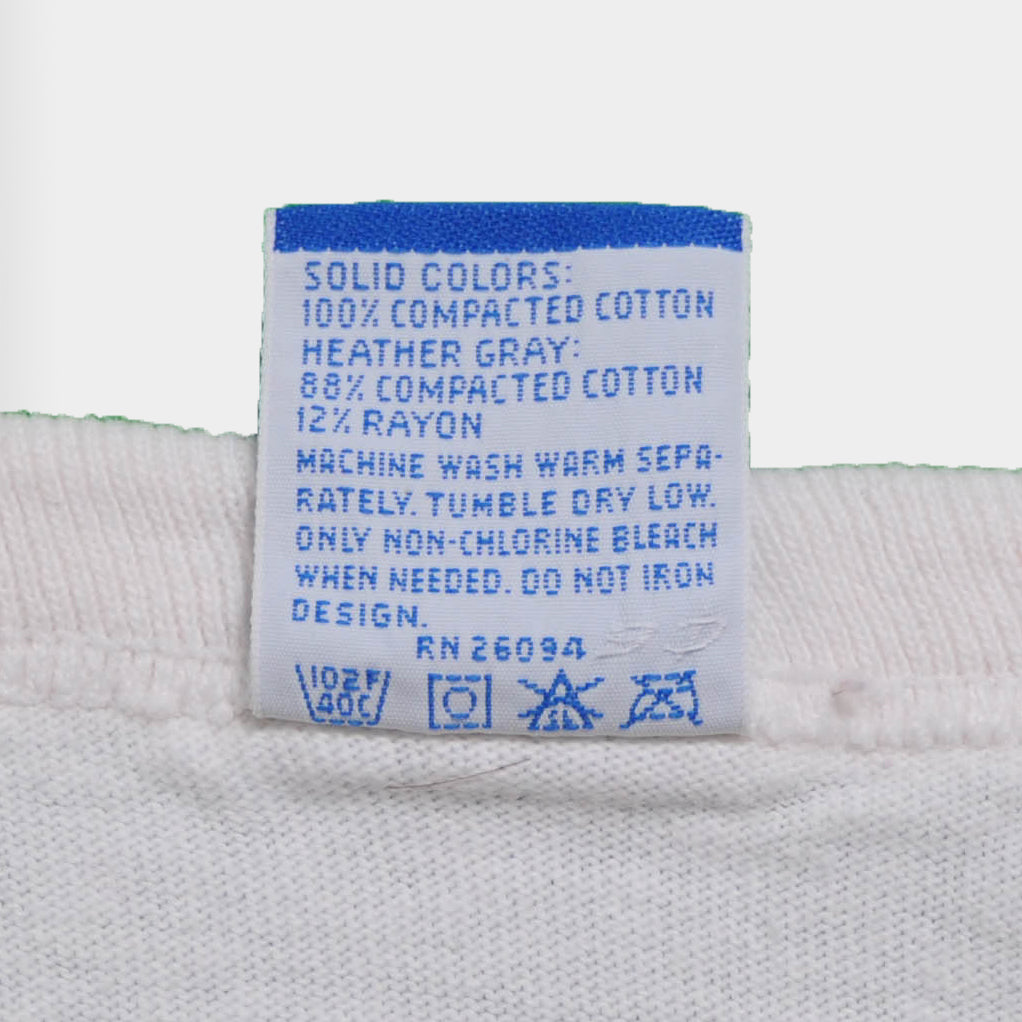 SOLID COLORS:
100% COMPACTED COTTON
HEATHER GRAY:
88% COMPACTED COTTON
12% RAYON
MACHINE WASH WARM SEPA-
RATELY. TUMBLE DRY LOW.
ONLY NON-CHLORINE BLEACH
WHEN NEEDED. DO NOT IRON
DESIGN.
RN 26094
102F
40C